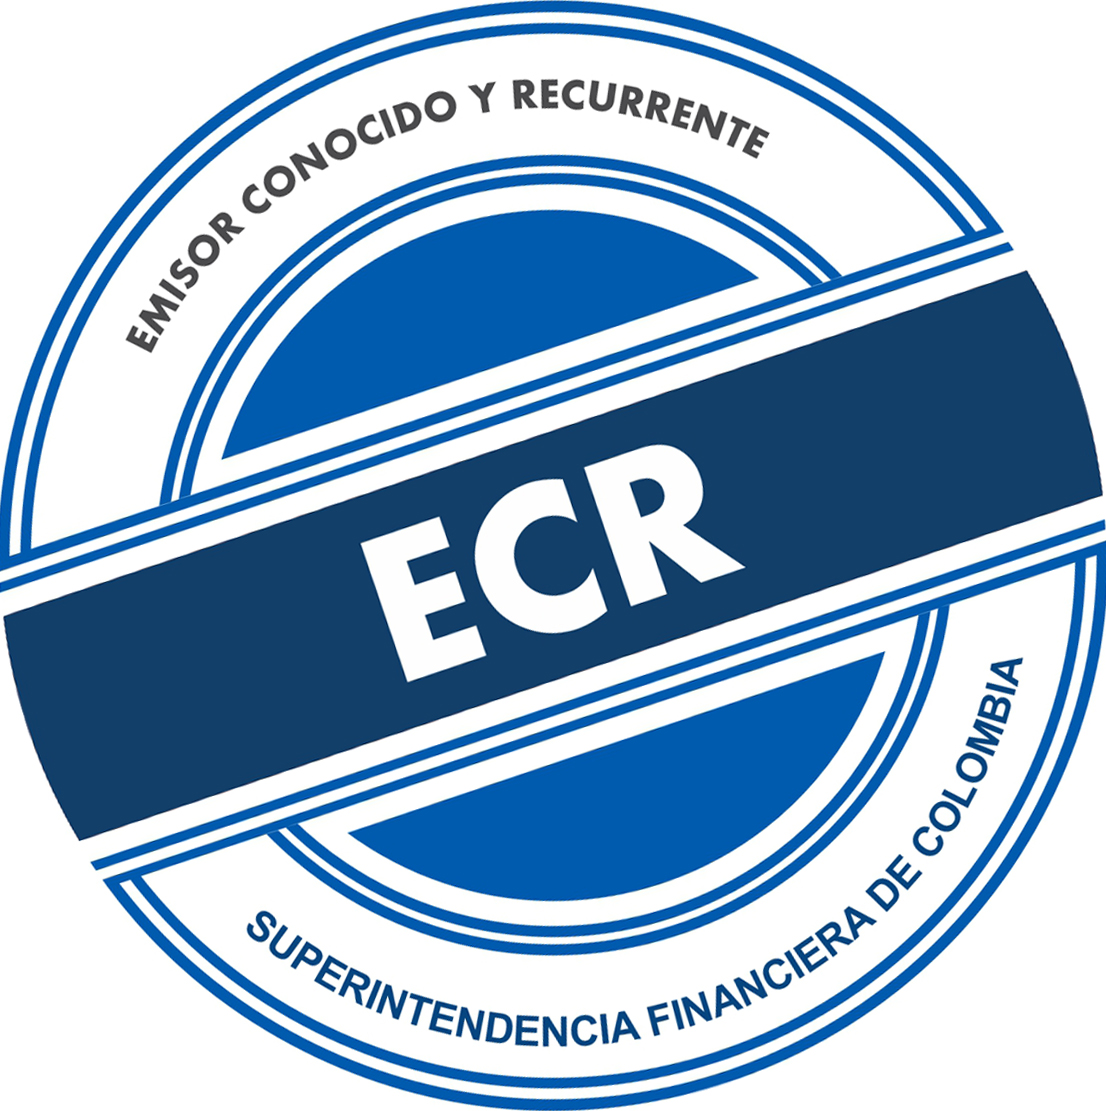 EMISOR CONOCIDO Y RECURRENTE
ECR
SUPERINTENDENCIA FINANCIERA DE COLOMBIA